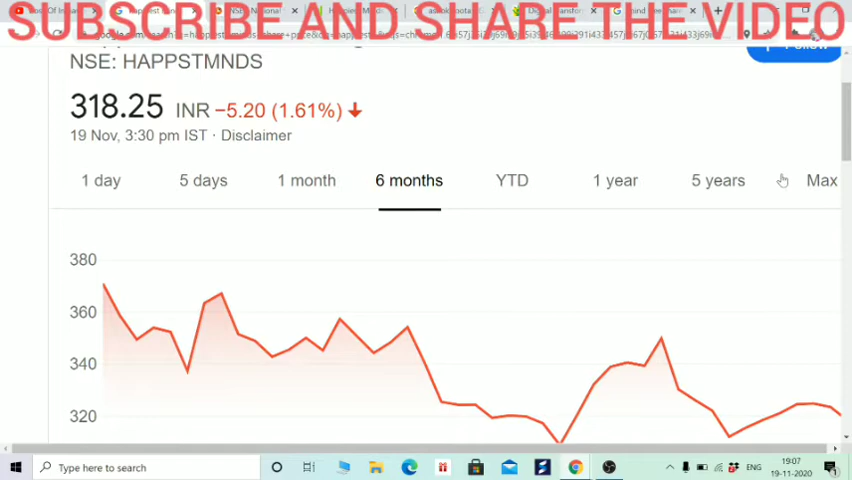 SUBSCRIBE AND SHARE THE VIDEO
NSE: HAPPSTMNDS
Follow
318.25 INR −5.20 (1.61%)
19 Nov, 3:30 pm IST · Disclaimer
1 day 5 days 1 month 6 months YTD 1 year 5 years Max
380
360
340
320
Type here to search
ENG
19:07
19-11-2020